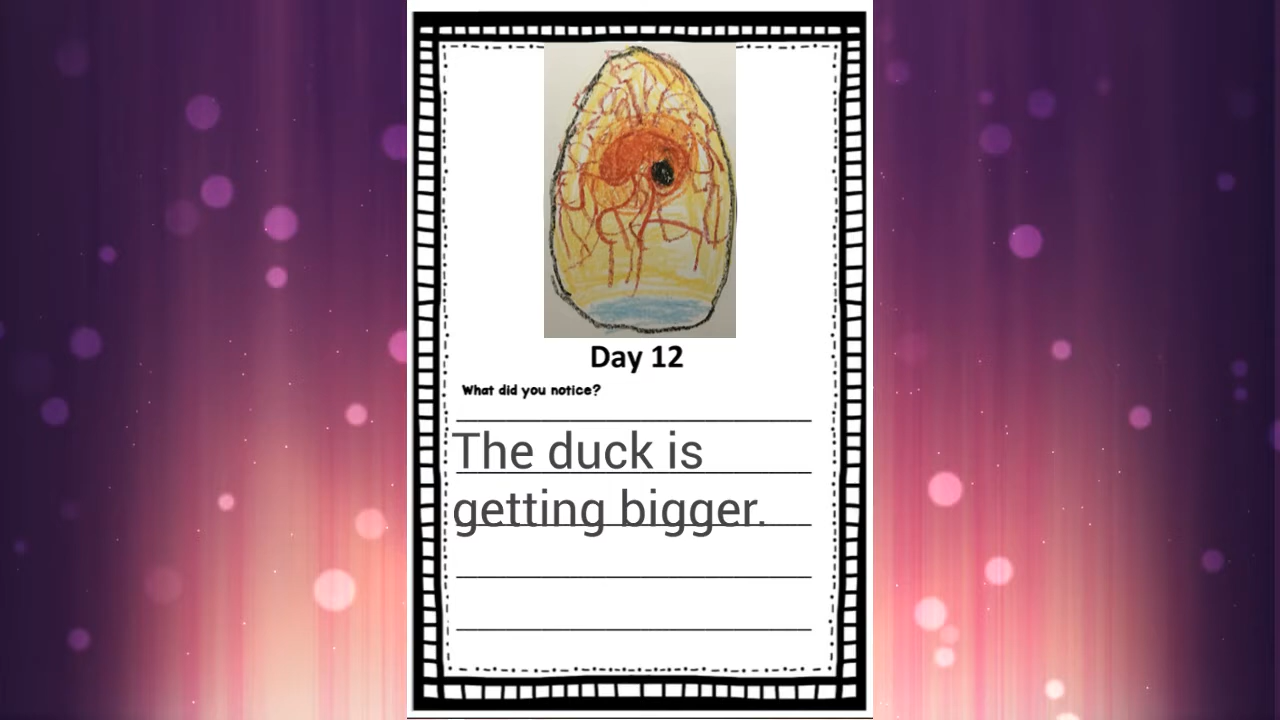 Day 12
What did you notice?
The duck is
getting bigger.